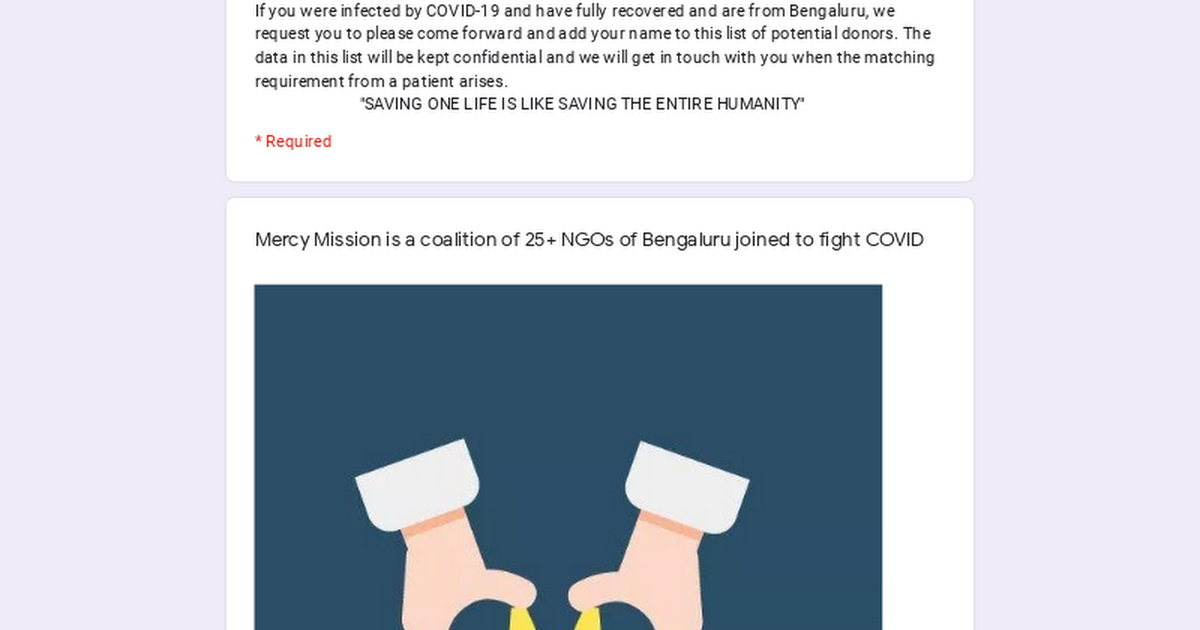 If you were infected by COVID-19 and have fully recovered and are from Bengaluru, we
request you to please come forward and add your name to this list of potential donors. The
data in this list will be kept confidential and we will get in touch with you when the matching
requirement from a patient arises.
"SAVING ONE LIFE IS LIKE SAVING THE ENTIRE HUMANITY"
* Required
Mercy Mission is a coalition of 25+ NGOs of Bengaluru joined to fight COVID